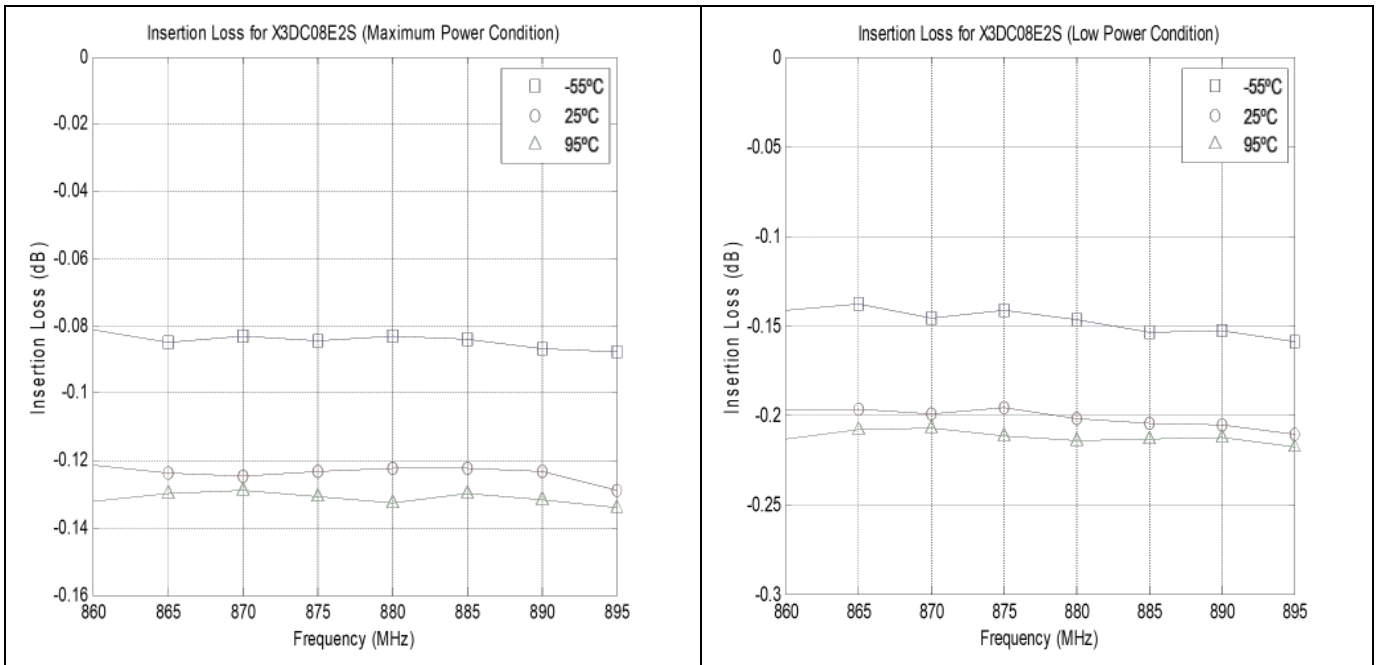 Insertion Loss for X3DC08E2S (Maximum Power Condition)
0
-0.02
-0.04
-0.06
-0.08
-0.1
-0.12
-0.14
-0.16
Insertion Loss (dB)
-55ºC
25ºC
95ºC
860 865 870 875 880 885 890 895
Frequency (MHz)
Insertion Loss for X3DC08E2S (Low Power Condition)
0
-0.05
-0.1
-0.15
-0.2
-0.25
-0.3
Insertion Loss (dB)
-55ºC
25ºC
95ºC
860 865 870 875 880 885 890 895
Frequency (MHz)